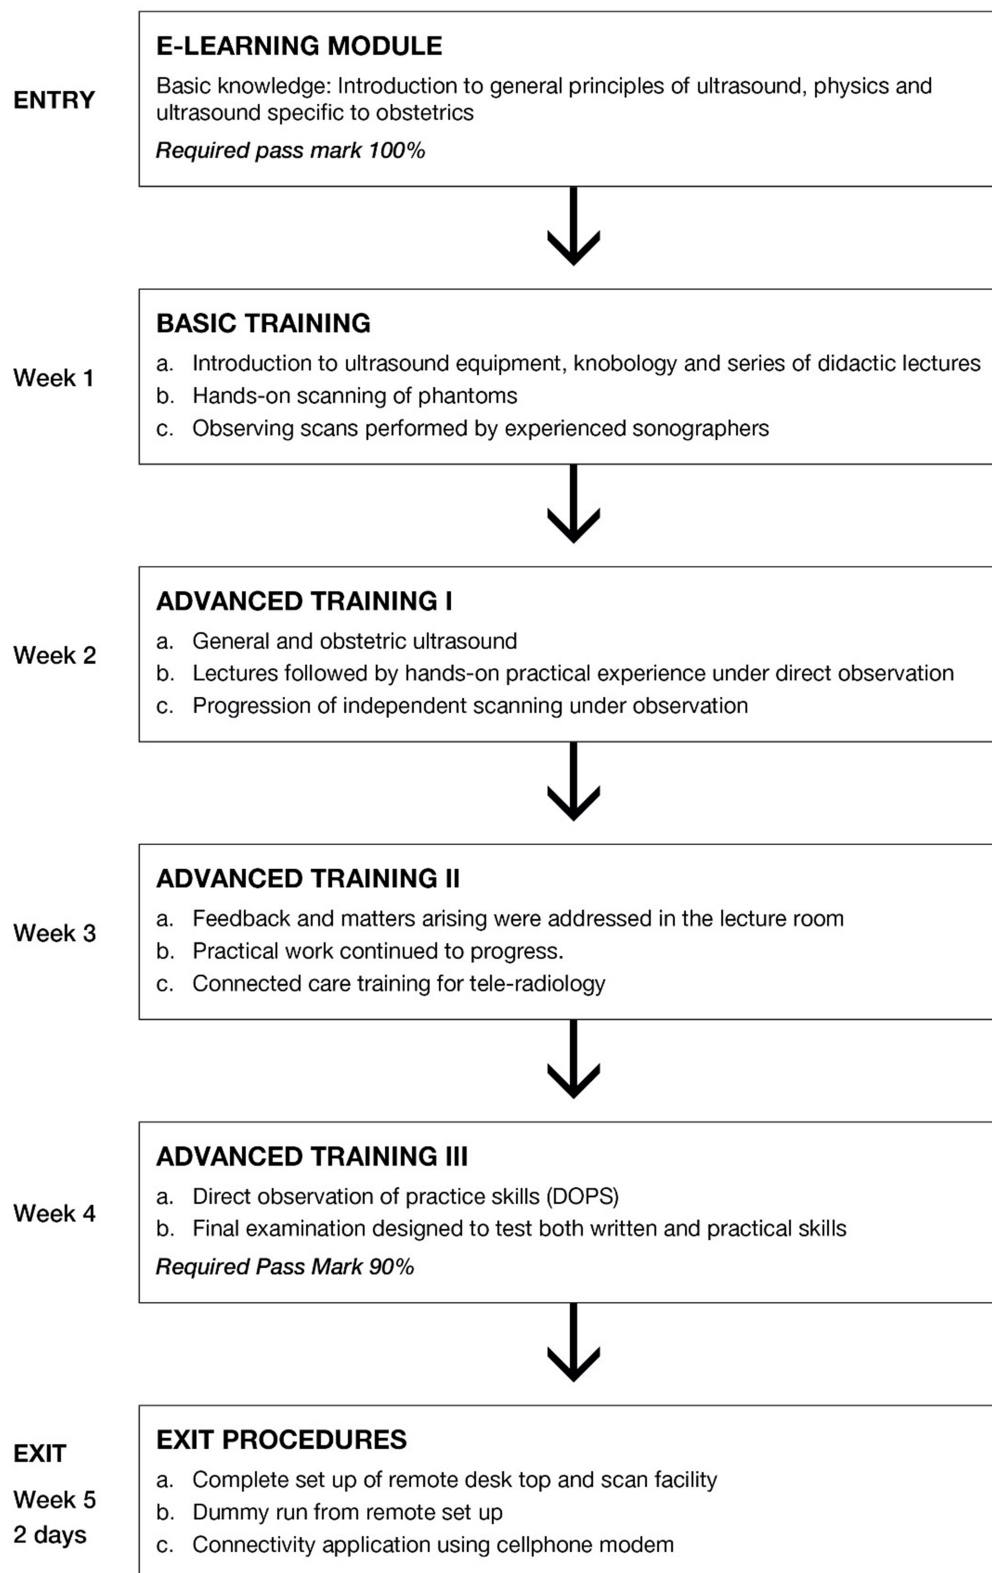 E-LEARNING MODULE
ENTRY
Basic knowledge: Introduction to general principles of ultrasound, physics and
ultrasound specific to obstetrics
Required pass mark 100%
BASIC TRAINING
Week 1
a. Introduction to ultrasound equipment, knobology and series of didactic lectures
b. Hands-on scanning of phantoms
c. Observing scans performed by experienced sonographers
ADVANCED TRAINING I
Week 2
a. General and obstetric ultrasound
b. Lectures followed by hands-on practical experience under direct observation
c. Progression of independent scanning under observation
ADVANCED TRAINING II
Week 3
a. Feedback and matters arising were addressed in the lecture room
b. Practical work continued to progress.
c. Connected care training for tele-radiology
ADVANCED TRAINING III
Week 4
a. Direct observation of practice skills (DOPS)
b. Final examination designed to test both written and practical skills
Required Pass Mark 90%
EXIT PROCEDURES
EXIT
Week 5
2 days
a. Complete set up of remote desk top and scan facility
b. Dummy run from remote set up
c. Connectivity application using cellphone modem